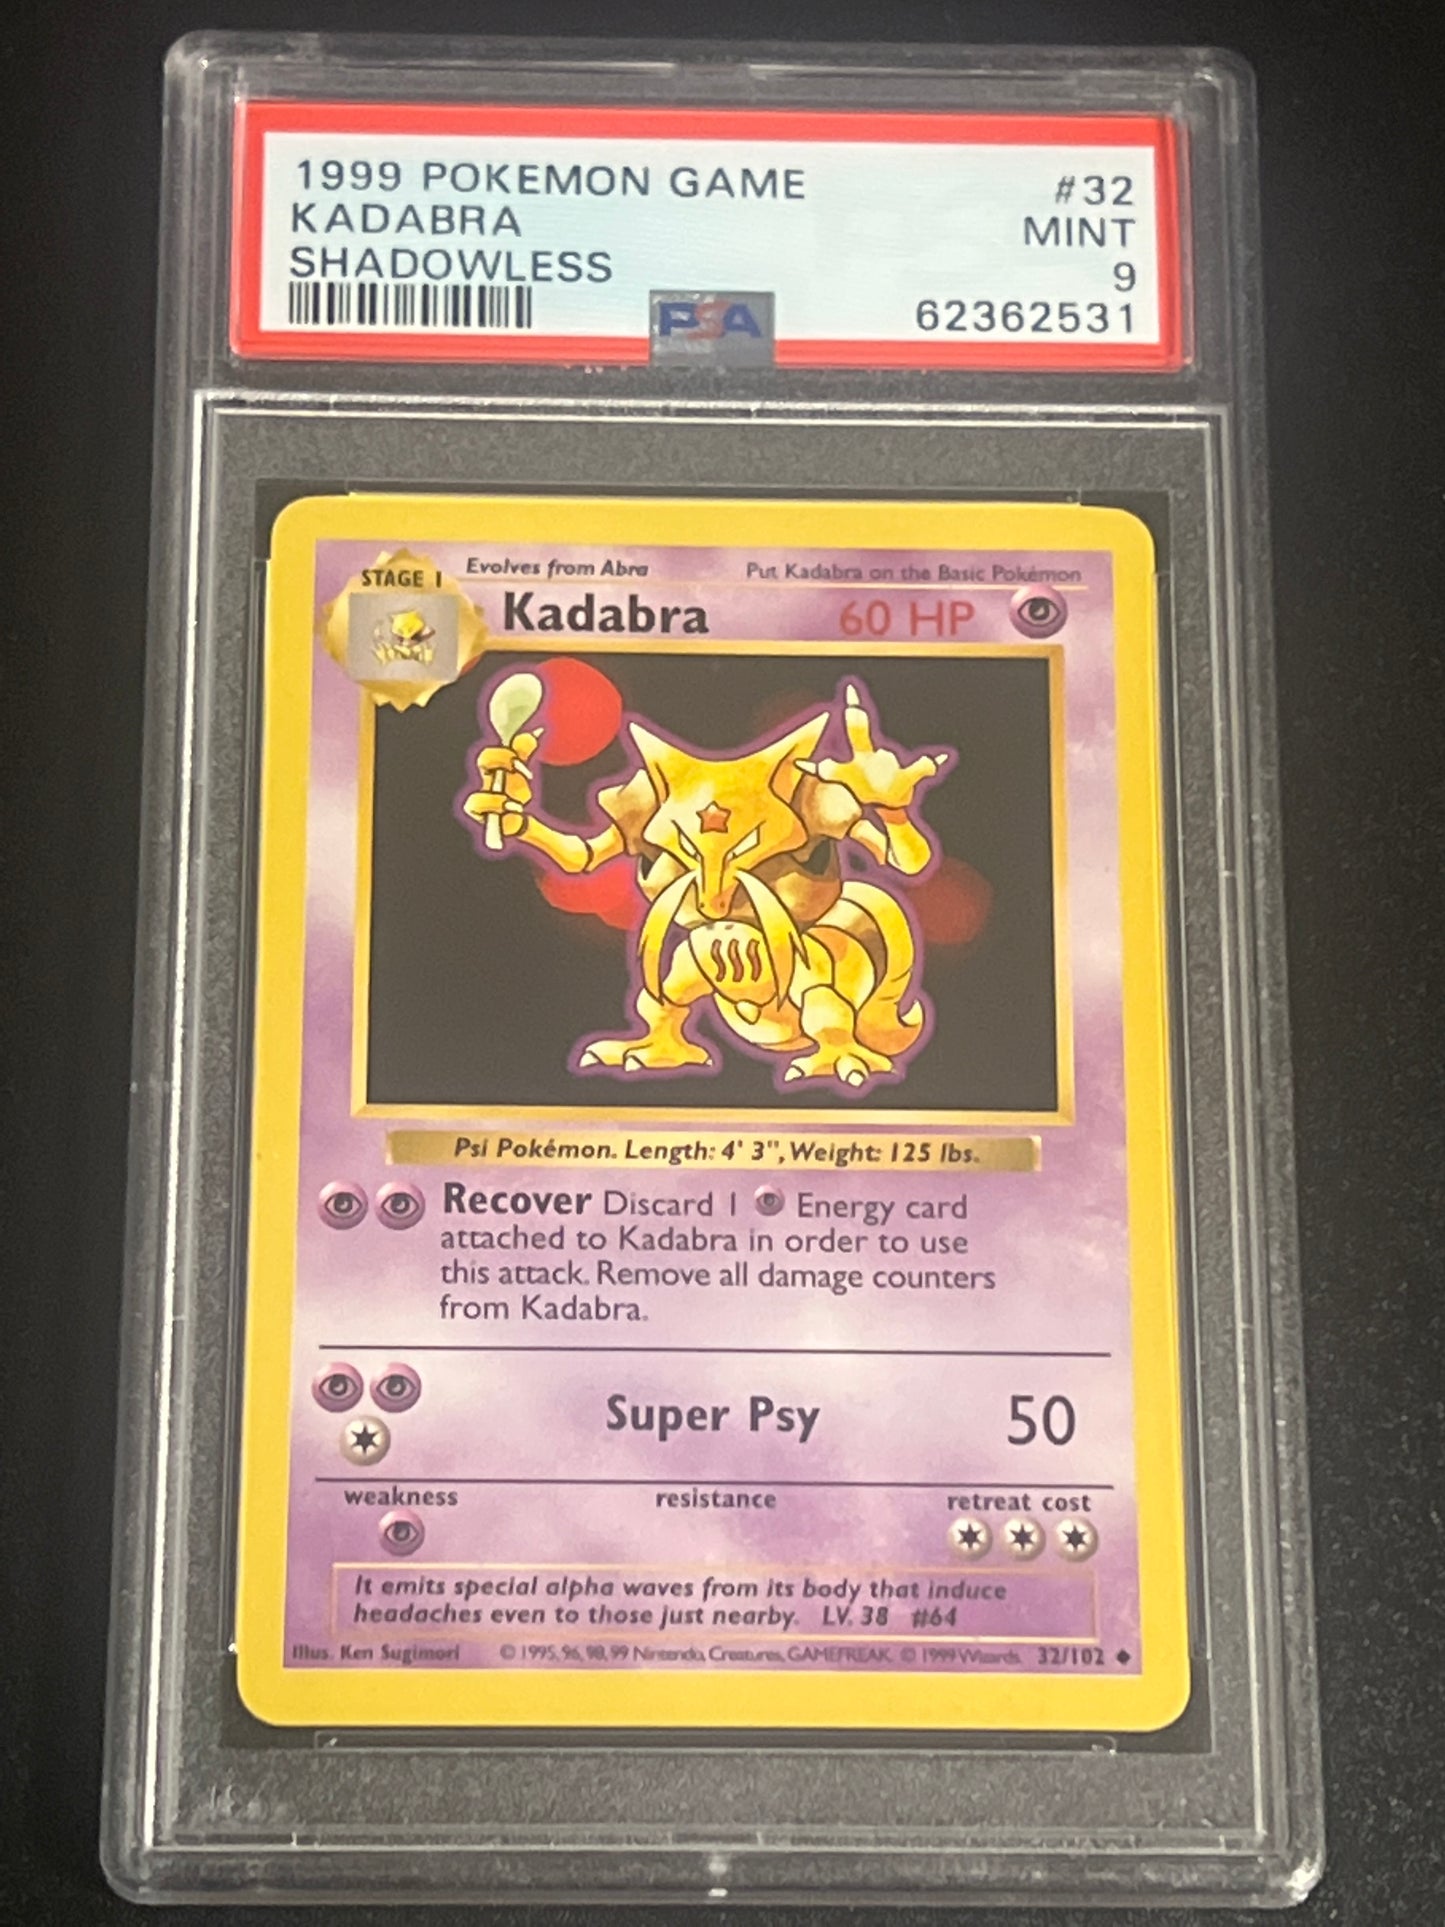 1999 POKEMON GAME #32
KADABRA MINT
SHADOWLESS 9
PSA 62362531
STAGE 1 Evolves from Abra Put Kadabra on the Basic Pokémon
Kadabra 60 HP
Psi Pokémon. Length: 4' 3", Weight: 125 lbs.
Recover Discard 1 Energy card
attached to Kadabra in order to use
this attack. Remove all damage counters
from Kadabra.
Super Psy 50
weakness resistance retreat cost
It emits special alpha waves from its body that induce
headaches even to those just nearby. LV. 38 #64
Illus. Ken Sugimori © 1995, 96, 98, 99 Nintendo, Creatures, GAMEFREAK. © 1999 Wizards. 32/102